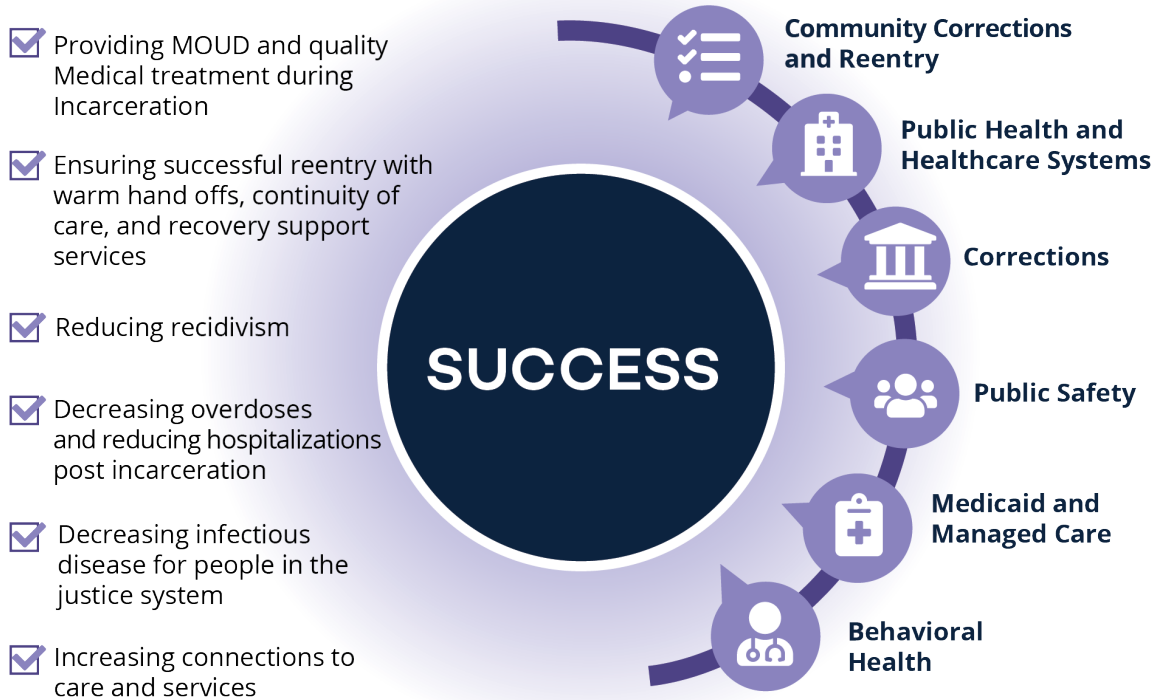 Providing MOUD and quality
Medical treatment during
Incarceration
Ensuring successful reentry with
warm hand offs, continuity of
care, and recovery support
services
Reducing recidivism
Decreasing overdoses
and reducing hospitalizations
post incarceration
Decreasing infectious
disease for people in the
justice system
Increasing connections to
care and services
SUCCESS
Community Corrections
and Reentry
Public Health and
Healthcare Systems
Corrections
Public Safety
Medicaid and
Managed Care
Behavioral
Health